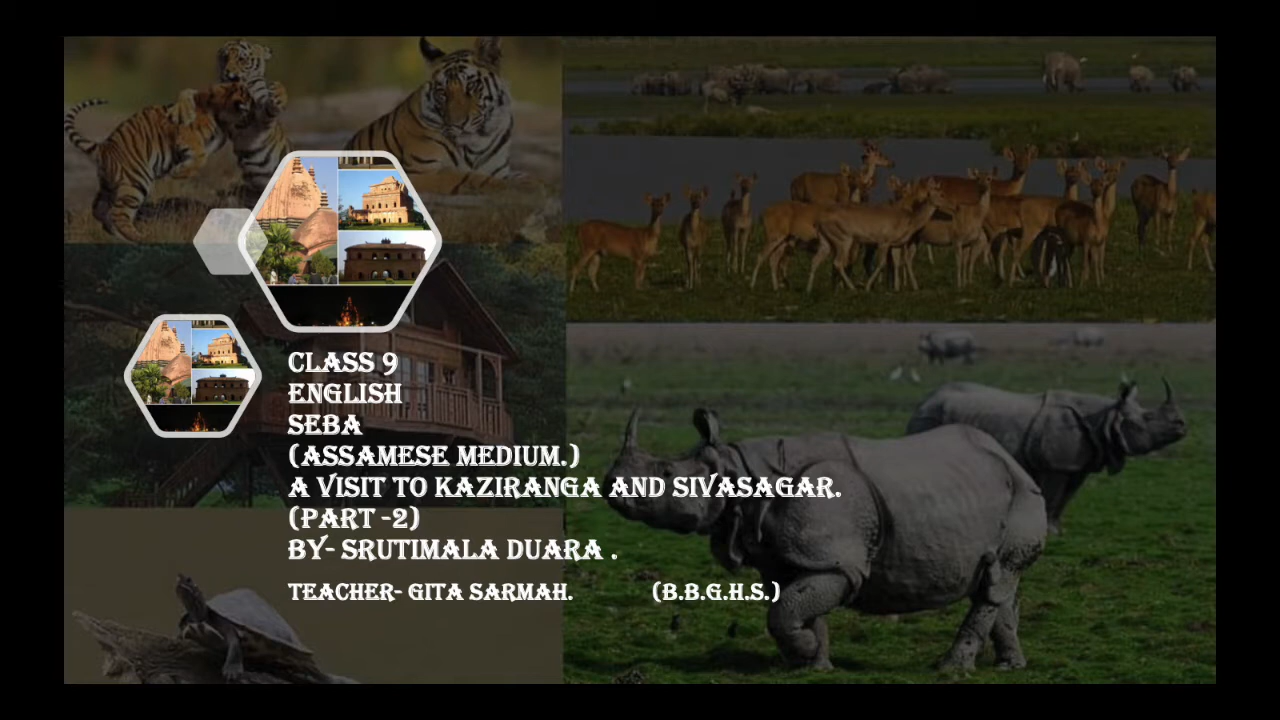 CLASS 9
ENGLISH
SEBA
(ASSAMESE MEDIUM.)
A VISIT TO KAZIRANGA AND SIVASAGAR.
(PART -2)
BY- SRUTIMALA DUARA .
TEACHER- GITA SARMAH. (B.B.G.H.S.)